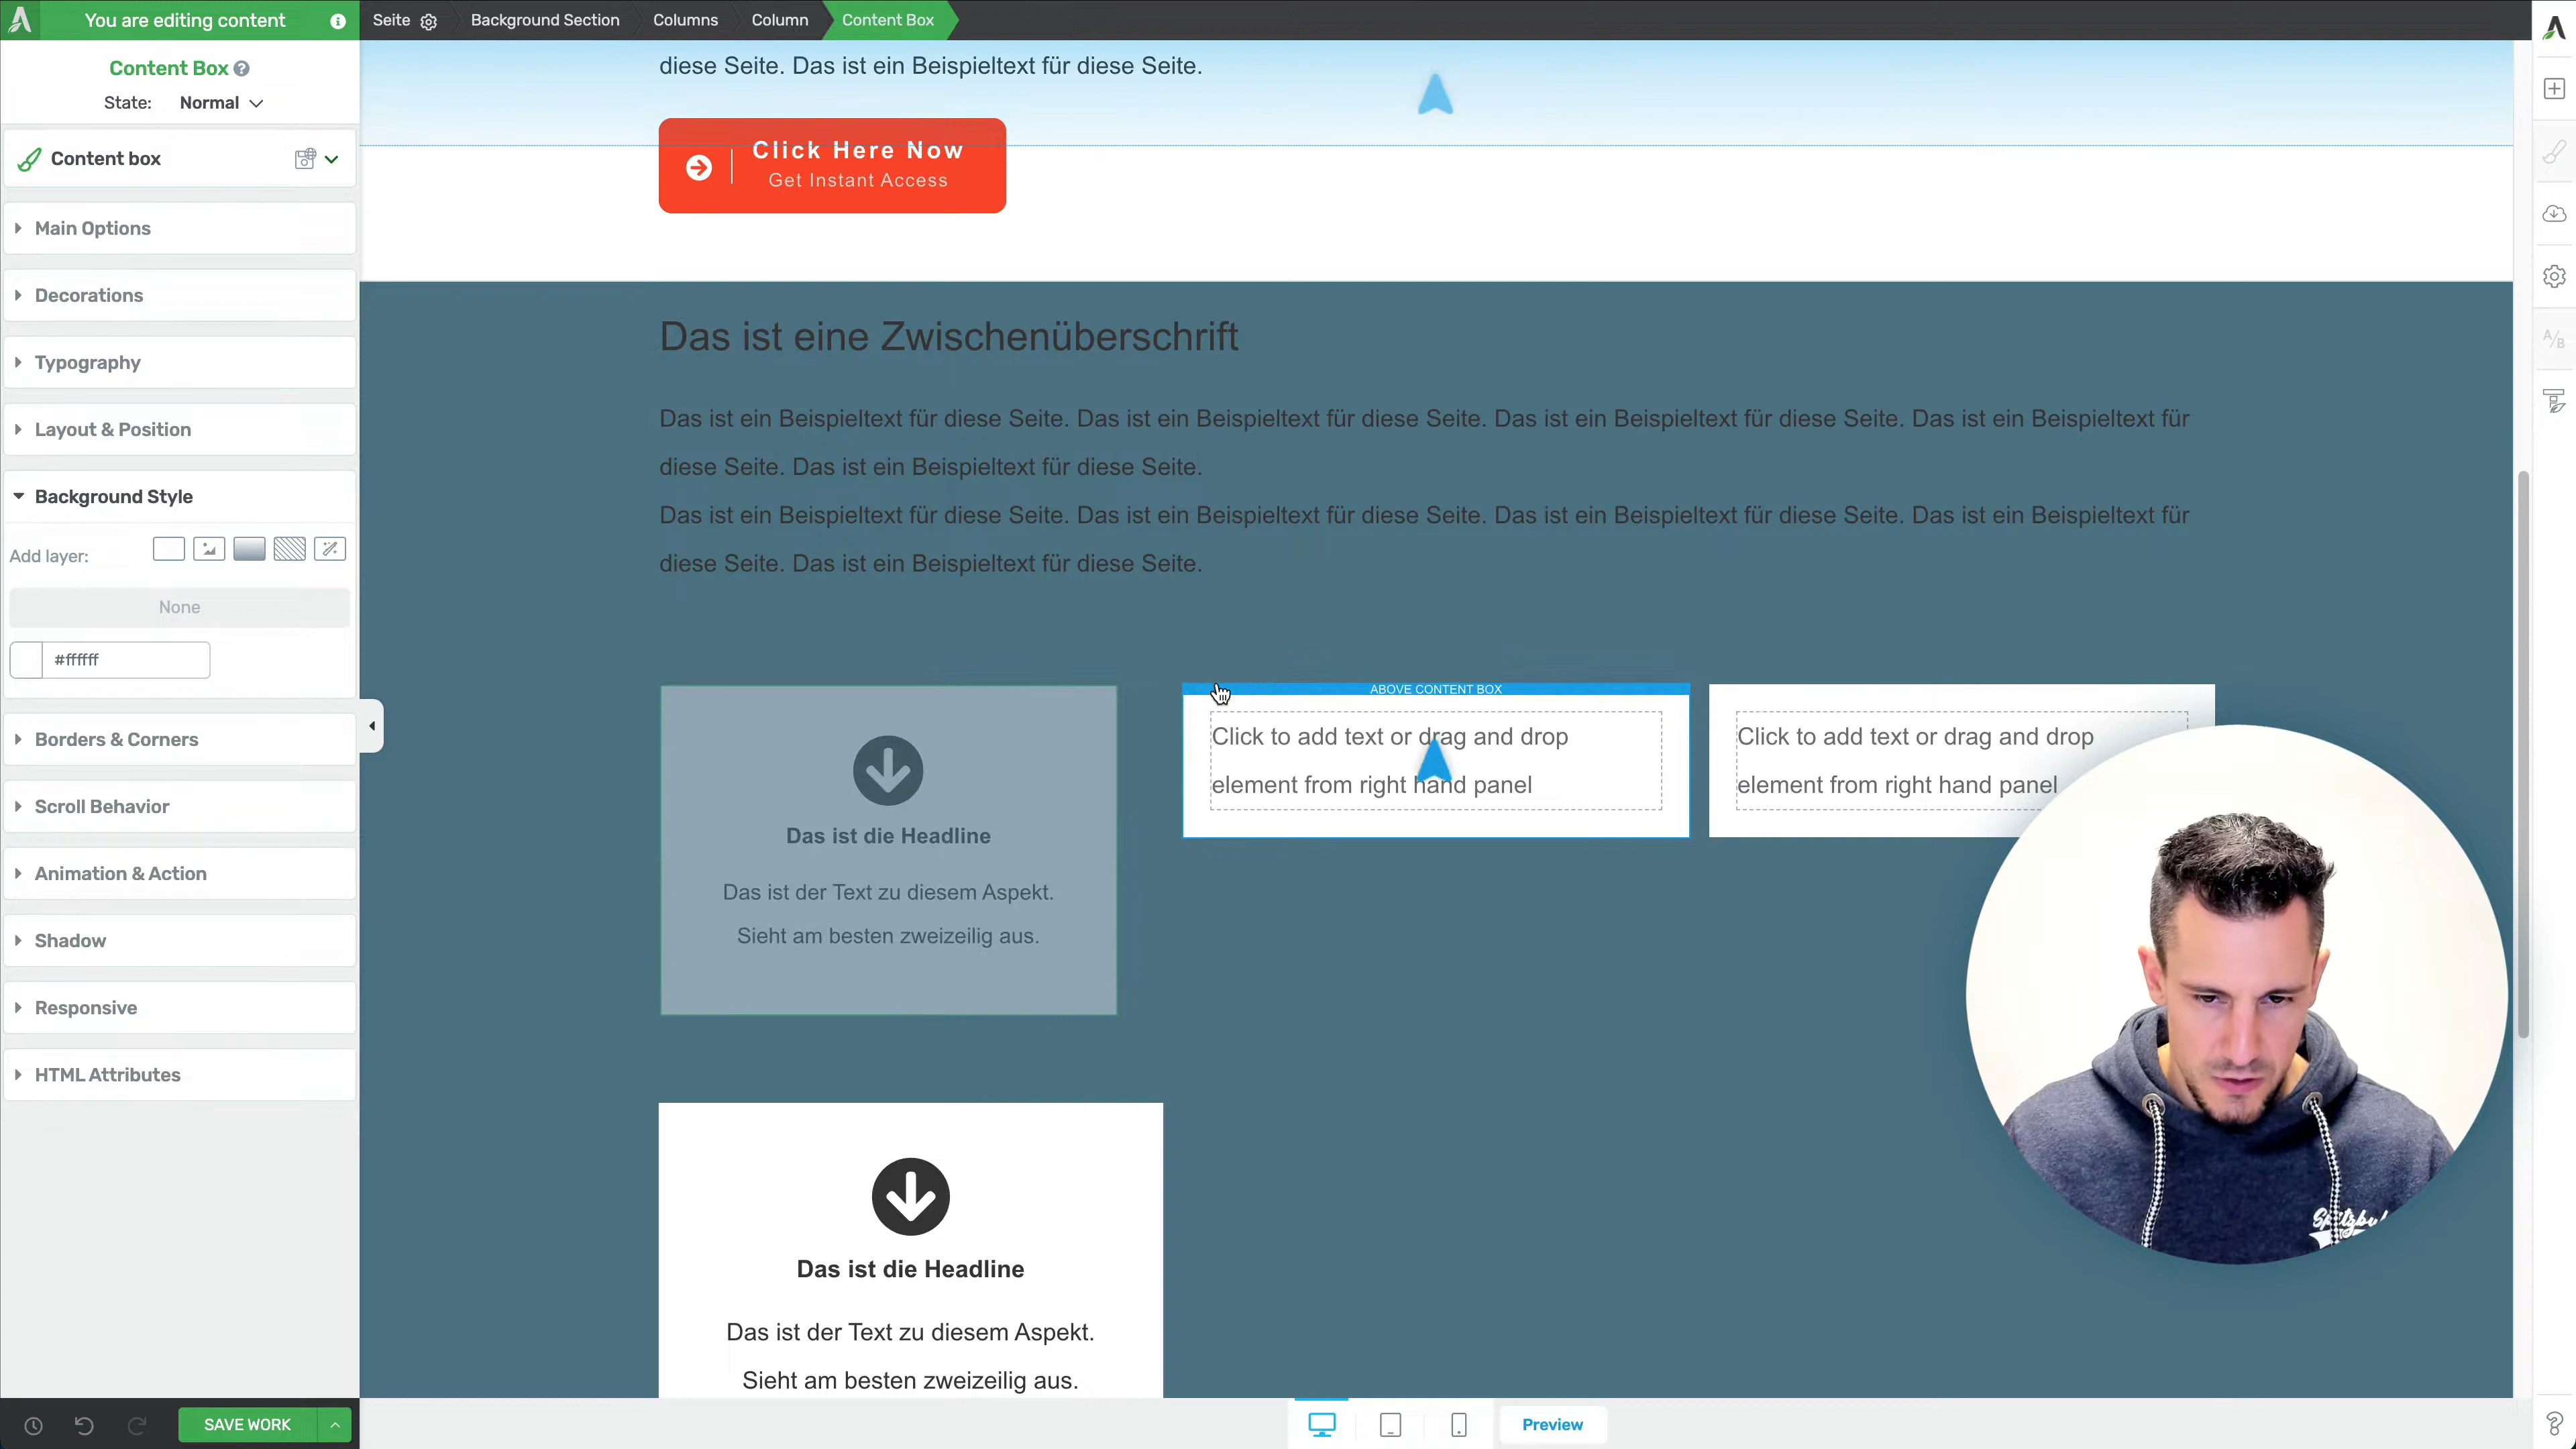 You are editing content
Seite
Background Section
Columns
Column
Content Box
Content Box
State: Normal
Content box
Main Options
Decorations
Typography
Layout & Position
Background Style
Add layer:
None
#ffffff
Borders & Corners
Scroll Behavior
Animation & Action
Shadow
Responsive
HTML Attributes
SAVE WORK
diese Seite. Das ist ein Beispieltext für diese Seite.
Click Here Now
Get Instant Access
Das ist eine Zwischenüberschrift
Das ist ein Beispieltext für diese Seite. Das ist ein Beispieltext für diese Seite. Das ist ein Beispieltext für diese Seite. Das ist ein Beispieltext für
diese Seite. Das ist ein Beispieltext für diese Seite.
Das ist ein Beispieltext für diese Seite. Das ist ein Beispieltext für diese Seite. Das ist ein Beispieltext für diese Seite. Das ist ein Beispieltext für
diese Seite. Das ist ein Beispieltext für diese Seite.
Das ist die Headline
Das ist der Text zu diesem Aspekt.
Sieht am besten zweizeilig aus.
ABOVE CONTENT BOX
Click to add text or drag and drop
element from right hand panel
Click to add text or drag and drop
element from right hand panel
Das ist die Headline
Das ist der Text zu diesem Aspekt.
Sieht am besten zweizeilig aus.
Preview
A/B